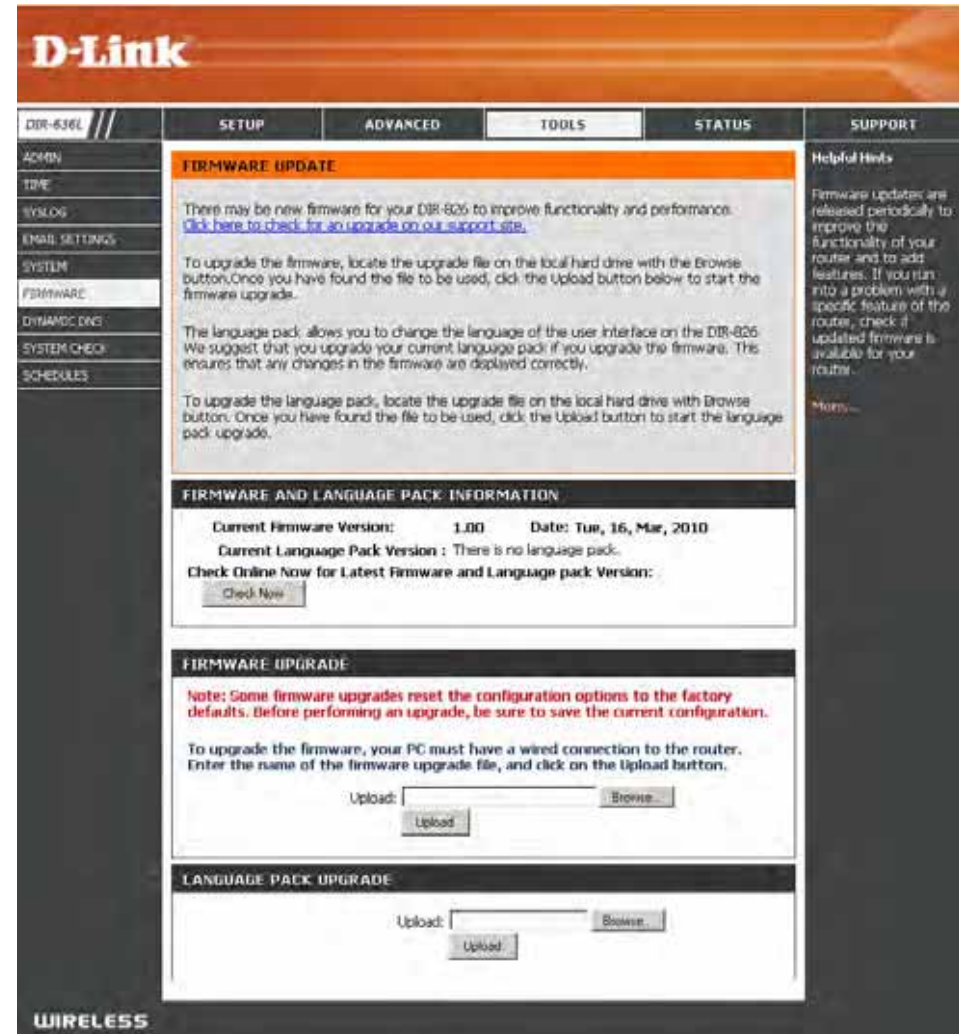 D-Link
DIR-636L
SETUP
ADVANCED
TOOLS
STATUS
SUPPORT
ADMIN
TIME
SYSLOG
EMAIL SETTINGS
SYSTEM
FIRMWARE
DYNAMIC DNS
SYSTEM CHECK
SCHEDULES
FIRMWARE UPDATE
There may be new firmware for your DIR-826 to improve functionality and performance.
Click here to check for an upgrade on our support site.
To upgrade the firmware, locate the upgrade file on the local hard drive with the Browse
button.Once you have found the file to be used, click the Upload button below to start the
firmware upgrade.
The language pack allows you to change the language of the user interface on the DIR-826
We suggest that you upgrade your current language pack if you upgrade the firmware. This
ensures that any changes in the firmware are displayed correctly.
To upgrade the language pack, locate the upgrade file on the local hard drive with Browse
button. Once you have found the file to be used, click the Upload button to start the language
pack upgrade.
FIRMWARE AND LANGUAGE PACK INFORMATION
Current Firmware Version: 1.00 Date: Tue, 16, Mar, 2010
Current Language Pack Version : There is no language pack.
Check Online Now for Latest Firmware and Language pack Version:
Check Now
FIRMWARE UPGRADE
Note: Some firmware upgrades reset the configuration options to the factory
defaults. Before performing an upgrade, be sure to save the current configuration.
To upgrade the firmware, your PC must have a wired connection to the router.
Enter the name of the firmware upgrade file, and click on the Upload button.
Upload: Browse...
Upload
LANGUAGE PACK UPGRADE
Upload: Browse...
Upload
Helpful Hints
Firmware updates are
released periodically to
improve the
functionality of your
router and to add
features. If you run
into a problem with a
specific feature of the
router, check if
updated firmware is
available for your
router.
More...
WIRELESS